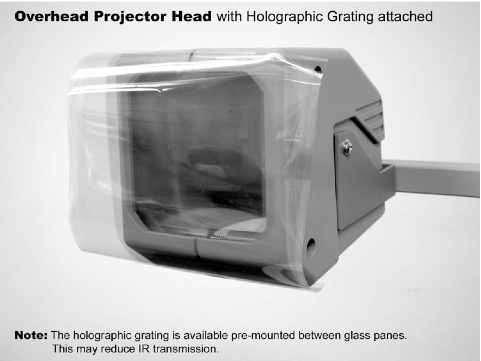 Overhead Projector Head with Holographic Grating attached
Note: The holographic grating is available pre-mounted between glass panes.
This may reduce IR transmission.